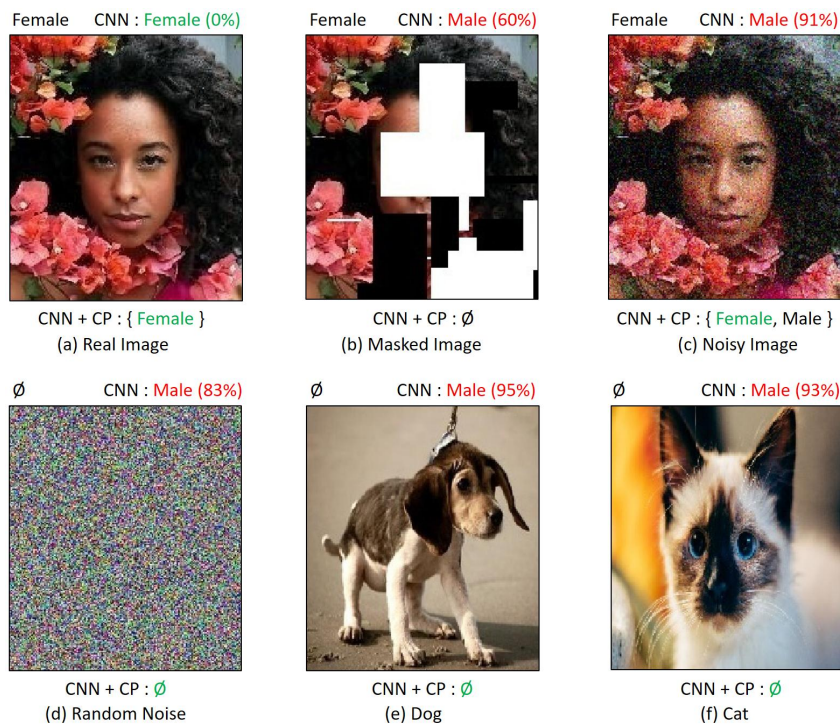 Female CNN : Female (0%)
Female CNN : Male (60%)
Female CNN : Male (91%)
CNN + CP : { Female }
CNN + CP : Ø
CNN + CP : { Female, Male }
(a) Real Image
(b) Masked Image
(c) Noisy Image
Ø CNN : Male (83%)
Ø CNN : Male (95%)
Ø CNN : Male (93%)
CNN + CP : Ø
CNN + CP : Ø
CNN + CP : Ø
(d) Random Noise
(e) Dog
(f) Cat